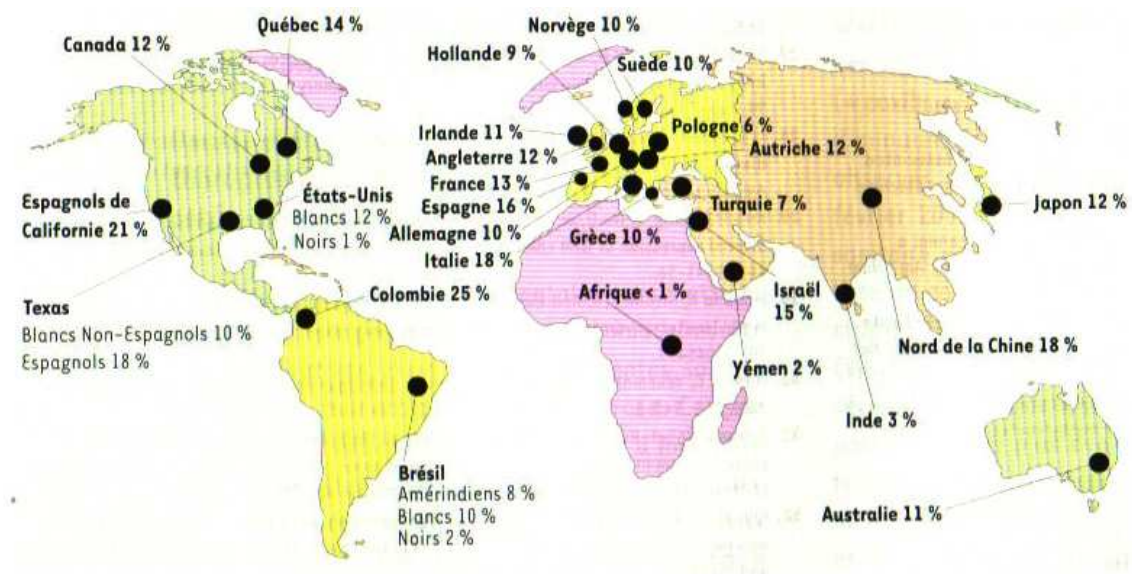 Québec 14 %
Canada 12 %
Norvège 10 %
Hollande 9 %
Suède 10 %
Irlande 11 %
Pologne 6 %
Angleterre 12 %
Autriche 12 %
France 13 %
Espagne 16 %
Allemagne 10 %
Italie 18 %
Grèce 10 %
Turquie 7 %
Japon 12 %
Espagnols de
Californie 21 %
États-Unis
Blancs 12 %
Noirs 1 %
Texas
Blancs Non-Espagnols 10 %
Espagnols 18 %
Colombie 25 %
Afrique < 1 %
Israël
15 %
Nord de la Chine 18 %
Yémen 2 %
Inde 3 %
Brésil
Amérindiens 8 %
Blancs 10 %
Noirs 2 %
Australie 11 %